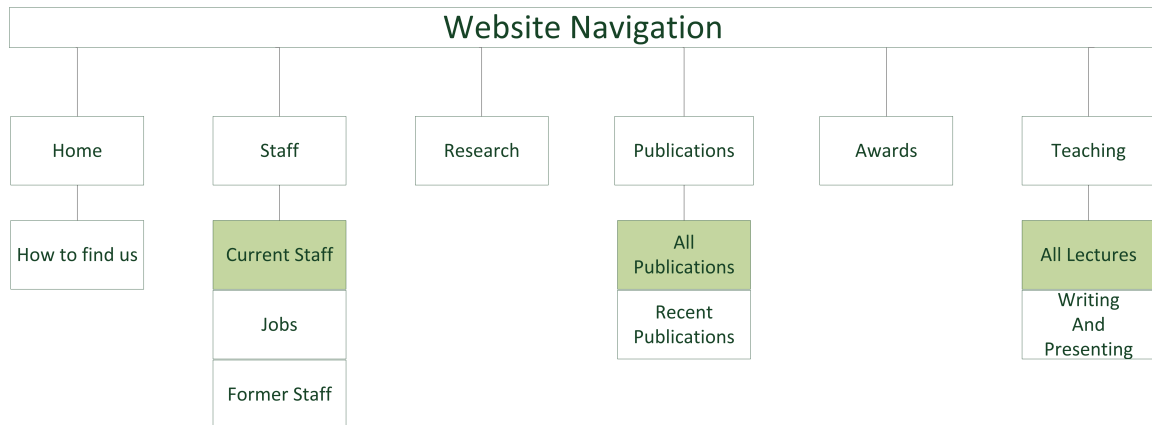 Website Navigation
Home
Staff
Research
Publications
Awards
Teaching
How to find us
Current Staff
All
Publications
All Lectures
Jobs
Recent
Publications
Writing
And
Presenting
Former Staff